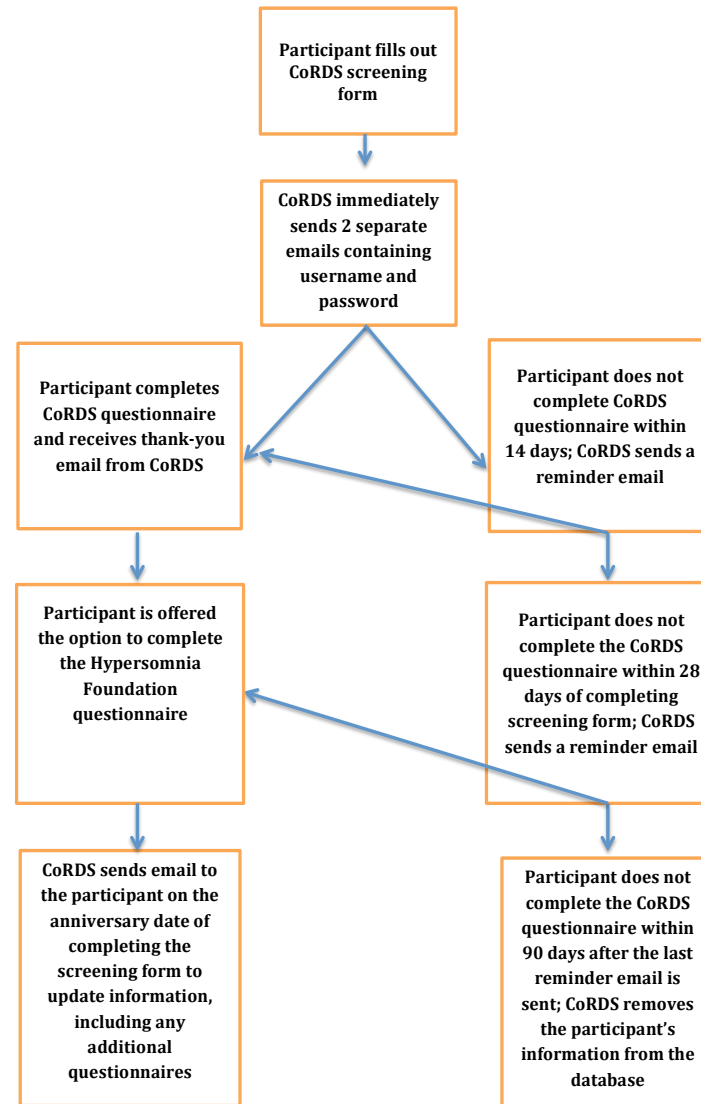 Participant fills out
CoRDS screening
form
CoRDS immediately
sends 2 separate
emails containing
username and
password
Participant completes
CoRDS questionnaire
and receives thank-you
email from CoRDS
Participant does not
complete CoRDS
questionnaire within
14 days; CoRDS sends a
reminder email
Participant is offered
the option to complete
the Hypersomnia
Foundation
questionnaire
Participant does not
complete the CoRDS
questionnaire within 28
days of completing
screening form; CoRDS
sends a reminder email
CoRDS sends email to
the participant on the
anniversary date of
completing the
screening form to
update information,
including any
additional
questionnaires
Participant does not
complete the CoRDS
questionnaire within
90 days after the last
reminder email is
sent; CoRDS removes
the participant’s
information from the
database